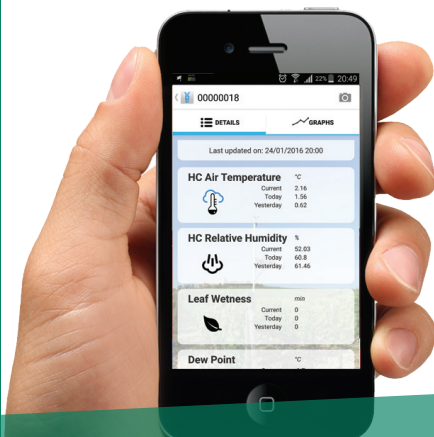 22% 20:49
00000018
DETAILS GRAPHS
Last updated on: 24/01/2016 20:00
HC Air Temperature °C
Current 2.16
Today 1.56
Yesterday 0.62
HC Relative Humidity %
Current 52.03
Today 60.8
Yesterday 61.46
Leaf Wetness min
Current 0
Today 0
Yesterday 0
Dew Point °C